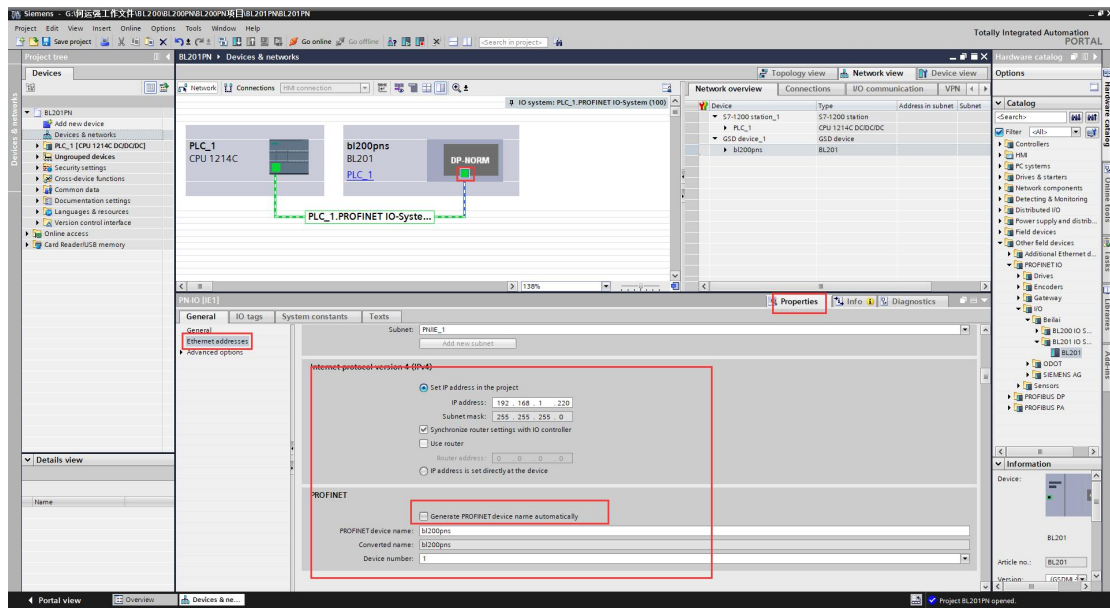 Siemens - G:\何运强工作文件\BL200\BL200PN\BL200PN项目\BL201PN\BL201PN
Project Edit View Insert Online Options Tools Window Help
Totally Integrated Automation
PORTAL
Save project Go online Go offline <Search in project>
Project tree
BL201PN Devices & networks
Hardware catalog
Devices
Topology view Network view Device view
Options
Network Connections HMI connection
Network overview Connections I/O communication VPN
IO system: PLC_1.PROFINET IO-System (100)
Device Type Address in subnet Subnet
S7-1200 station_1 S7-1200 station
PLC_1 CPU 1214C DC/DC/DC
GSD device_1 GSD device
bl200pns BL201
BL201PN
Add new device
Devices & networks
PLC_1 [CPU 1214C DC/DC/DC]
Ungrouped devices
Security settings
Cross-device functions
Common data
Documentation settings
Languages & resources
Version control interface
Online access
Card Reader/USB memory
Devices & networks
PLC_1
CPU 1214C
bl200pns
BL201
PLC_1
DP-NORM
PLC_1.PROFINET IO-Syste...
138%
Catalog
<Search>
Filter <All>
Controllers
HMI
PC systems
Drives & starters
Network components
Detecting & Monitoring
Distributed I/O
Power supply and distrib...
Field devices
Other field devices
Additional Ethernet d...
PROFINET IO
Drives
Encoders
Gateway
I/O
Beilai
BL200 IO S...
BL201 IO S...
BL201
ODOT
SIEMENS AG
Sensors
PROFIBUS DP
PROFIBUS PA
Hardware catalog
Online tools
Tasks
Libraries
Add-ins
PN-IO [IE1]
Properties Info Diagnostics
General IO tags System constants Texts
General
Ethernet addresses
Advanced options
Subnet: PN/IE_1
Add new subnet
Internet protocol version 4 (IPv4)
Set IP address in the project
IP address: 192 . 168 . 1 . 220
Subnet mask: 255 . 255 . 255 . 0
Synchronize router settings with IO controller
Use router
Router address: 0 . 0 . 0 . 0
IP address is set directly at the device
PROFINET
Generate PROFINET device name automatically
PROFINET device name: bl200pns
Converted name: bl200pns
Device number: 1
Details view
Name
Information
Device:
BL201
Article no.: BL201
Version: (GSDML-
Portal view Overview Devices & ne...
Project BL201PN opened.